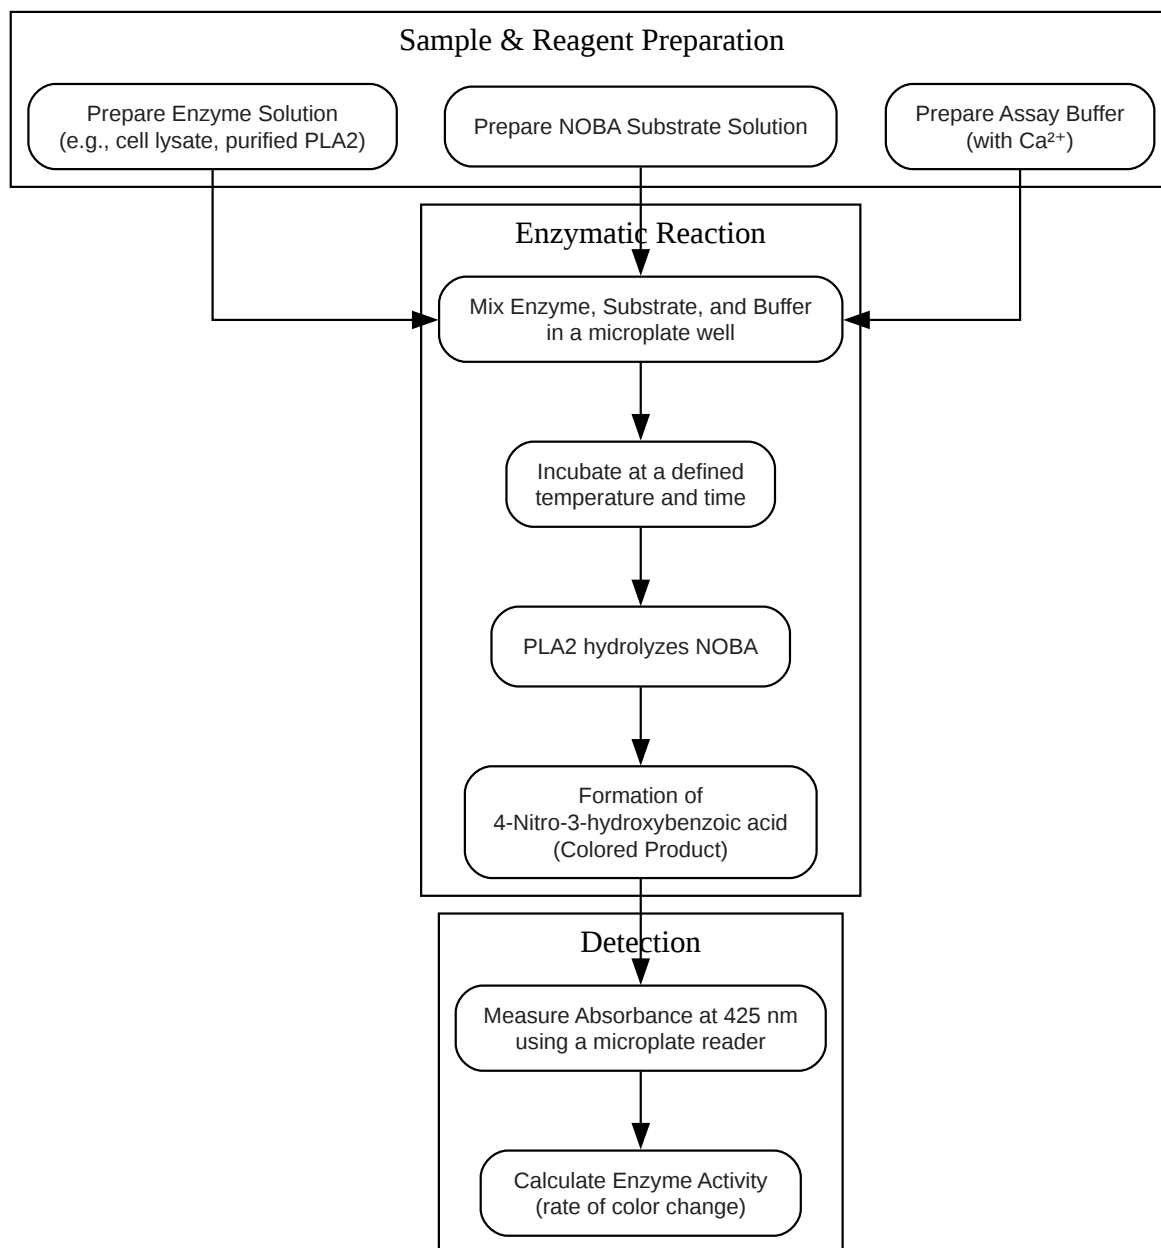 Sample & Reagent Preparation
Prepare Enzyme Solution
(e.g., cell lysate, purified PLA2)
Prepare NOBA Substrate Solution
Prepare Assay Buffer
(with Ca²⁺)
Enzymatic Reaction
Mix Enzyme, Substrate, and Buffer
in a microplate well
Incubate at a defined
temperature and time
PLA2 hydrolyzes NOBA
Formation of
4-Nitro-3-hydroxybenzoic acid
(Colored Product)
Detection
Measure Absorbance at 425 nm
using a microplate reader
Calculate Enzyme Activity
(rate of color change)